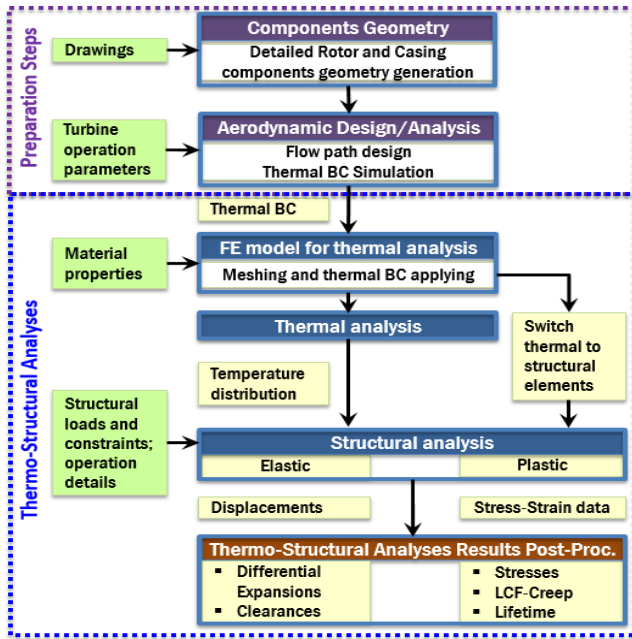 Preparation Steps
Components Geometry
Drawings
Detailed Rotor and Casing
components geometry generation
Aerodynamic Design/Analysis
Turbine
operation
parameters
Flow path design
Thermal BC Simulation
Thermo-Structural Analyses
Thermal BC
Material
properties
FE model for thermal analysis
Meshing and thermal BC applying
Thermal analysis
Switch
thermal to
structural
elements
Temperature
distribution
Structural
loads and
constraints;
operation
details
Structural analysis
Elastic
Plastic
Displacements
Stress-Strain data
Thermo-Structural Analyses Results Post-Proc.
▪ Differential
Expansions
▪ Clearances
▪ Stresses
▪ LCF-Creep
▪ Lifetime